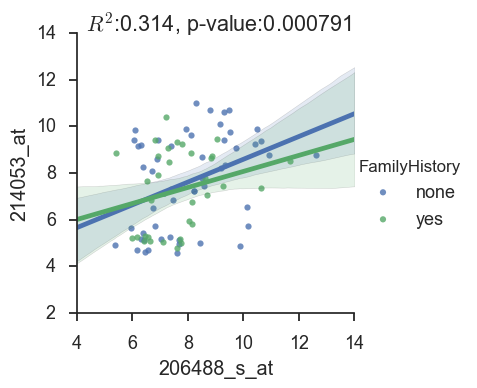 R²:0.314, p-value:0.000791
14
12
10
8
6
4
2
214053_at
4 6 8 10 12 14
206488_s_at
FamilyHistory
none
yes